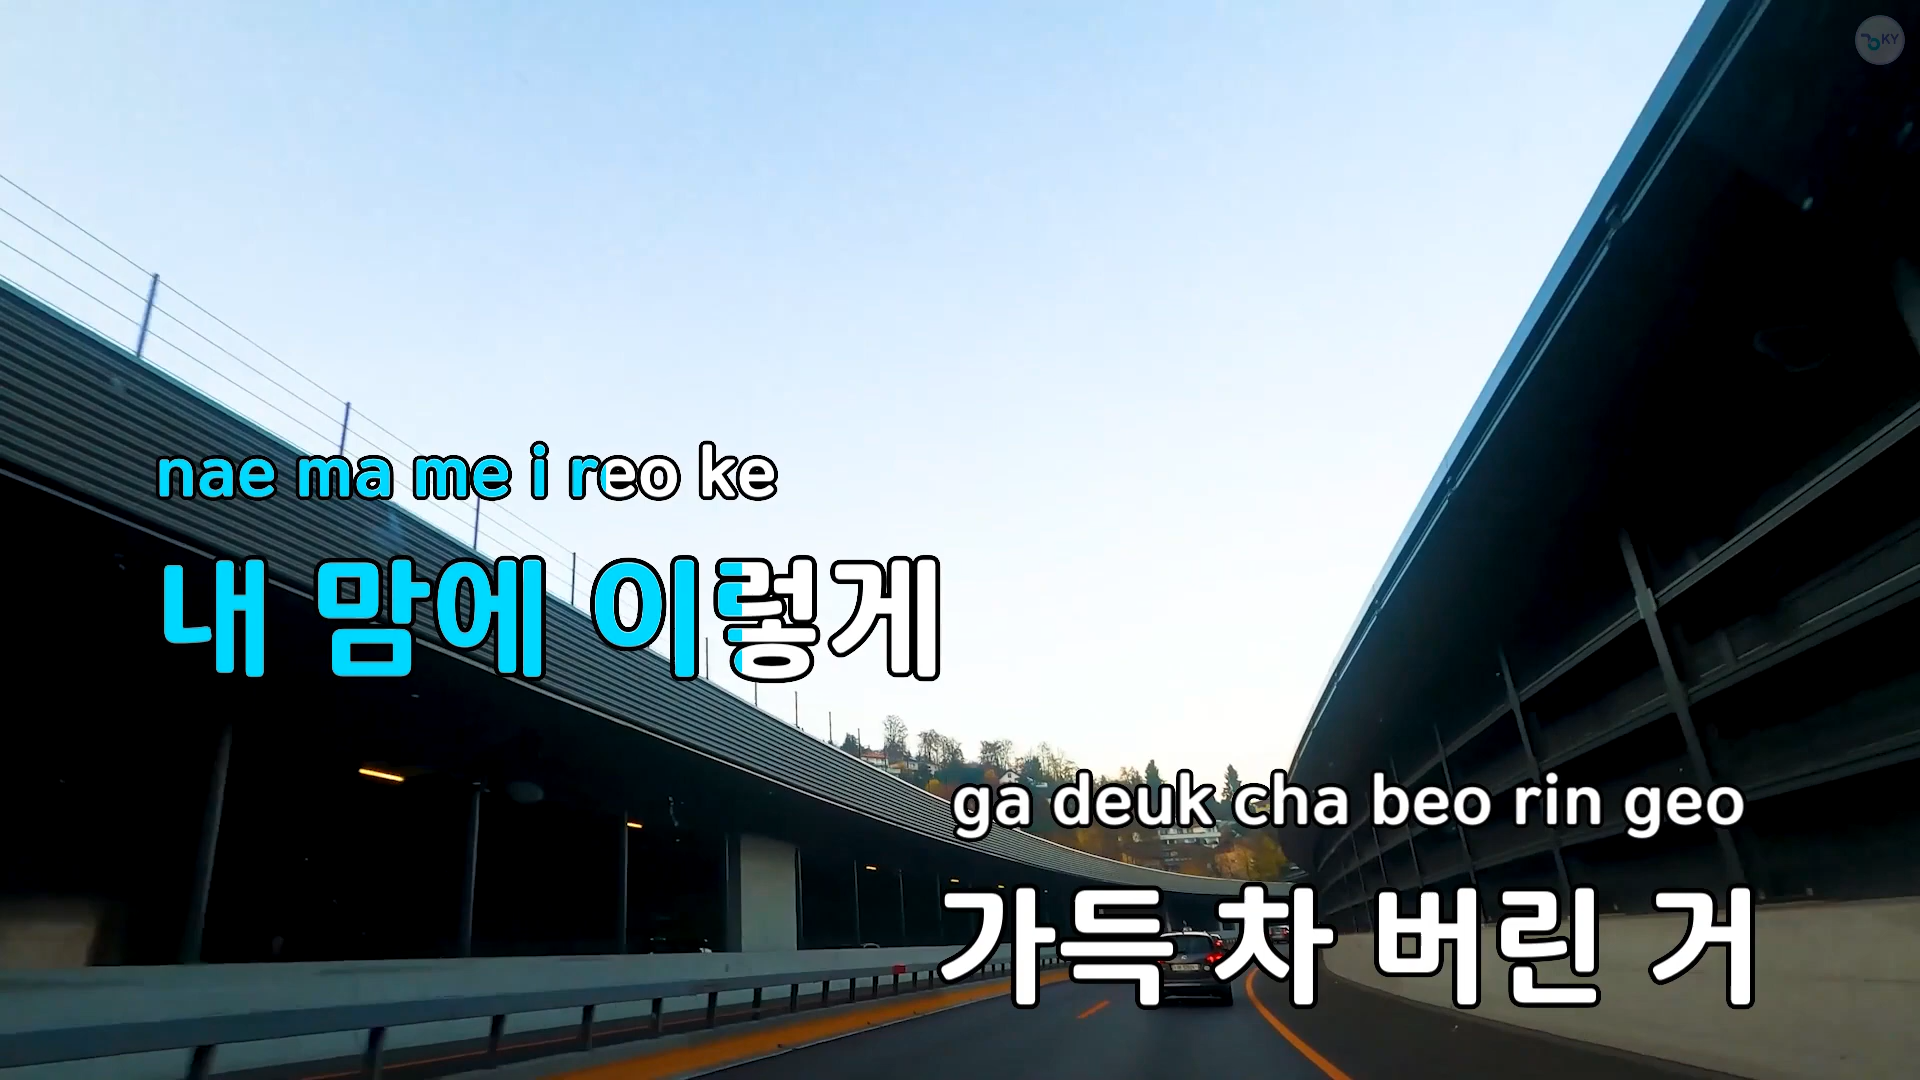 KY
nae ma me i reo ke
내 맘에 이렇게
ga deuk cha beo rin geo
가득 차 버린 거